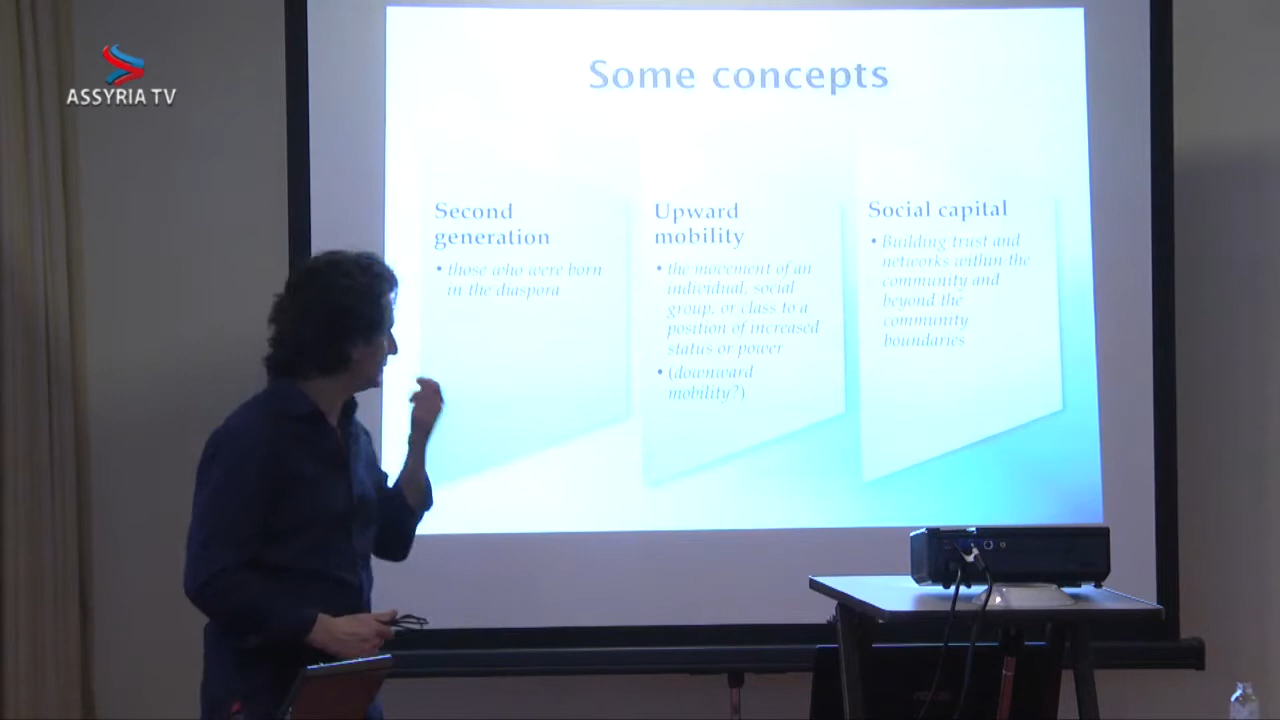 ASSYRIA TV
Some concepts
Second
generation
• those who were born
in the diaspora
Upward
mobility
• the movement of an
individual, social
group, or class to a
position of increased
status or power
• (downward
mobility?)
Social capital
• Building trust and
networks within the
community and
beyond the
community
boundaries